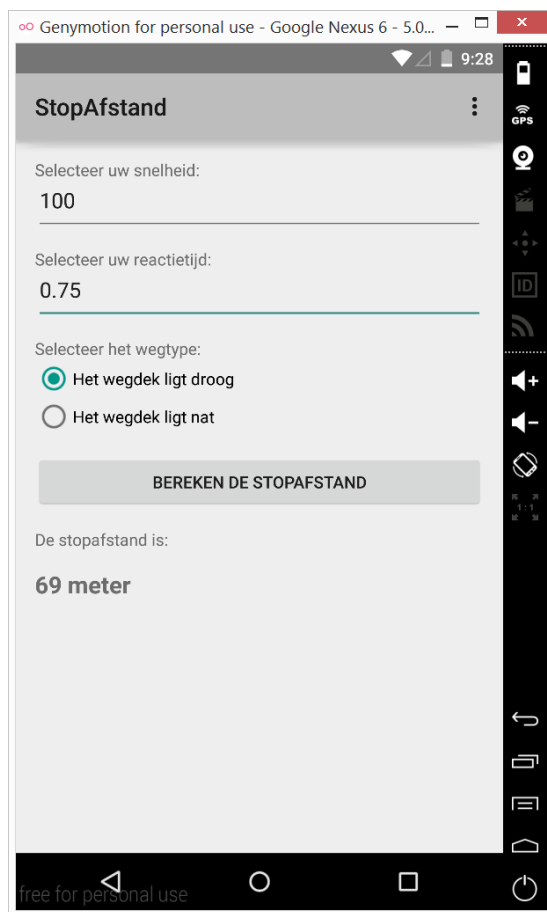 Genymotion for personal use - Google Nexus 6 - 5.0...
9:28
StopAfstand
GPS
Selecteer uw snelheid:
100
Selecteer uw reactietijd:
0.75
ID
Selecteer het wegtype:
Het wegdek ligt droog
Het wegdek ligt nat
BEREKEN DE STOPAFSTAND
1:1
De stopafstand is:
69 meter
free for personal use